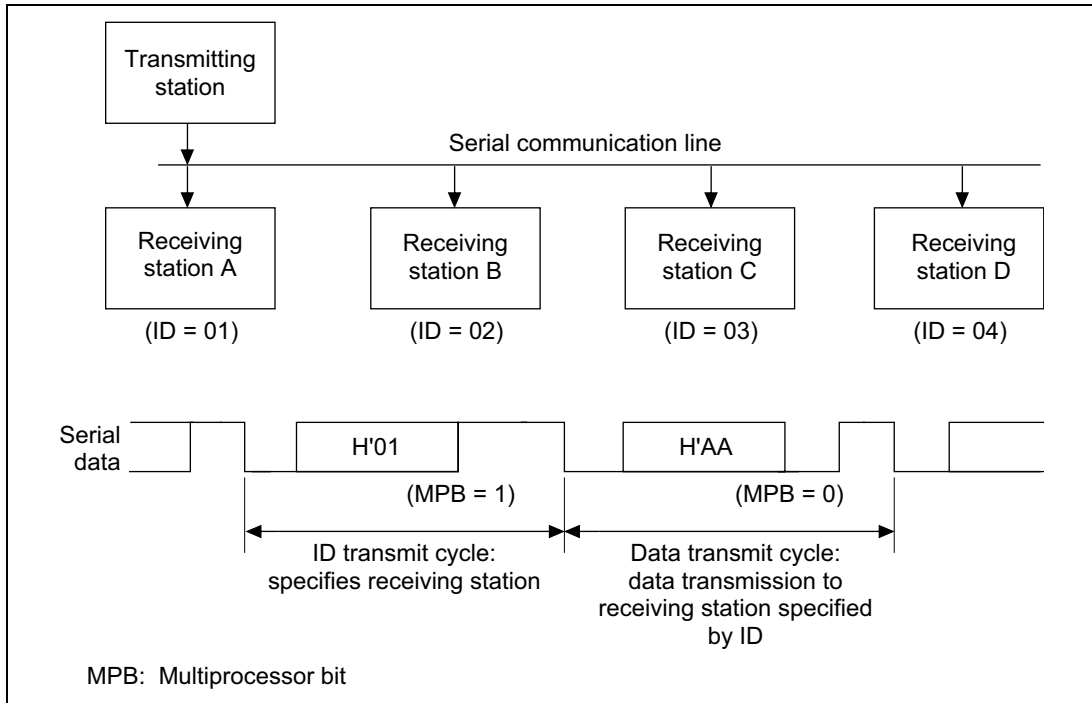 Transmitting
station
Serial communication line
Receiving
station A
Receiving
station B
Receiving
station C
Receiving
station D
(ID = 01)
(ID = 02)
(ID = 03)
(ID = 04)
Serial
data
H'01
H'AA
(MPB = 1)
(MPB = 0)
ID transmit cycle:
specifies receiving station
Data transmit cycle:
data transmission to
receiving station specified
by ID
MPB: Multiprocessor bit